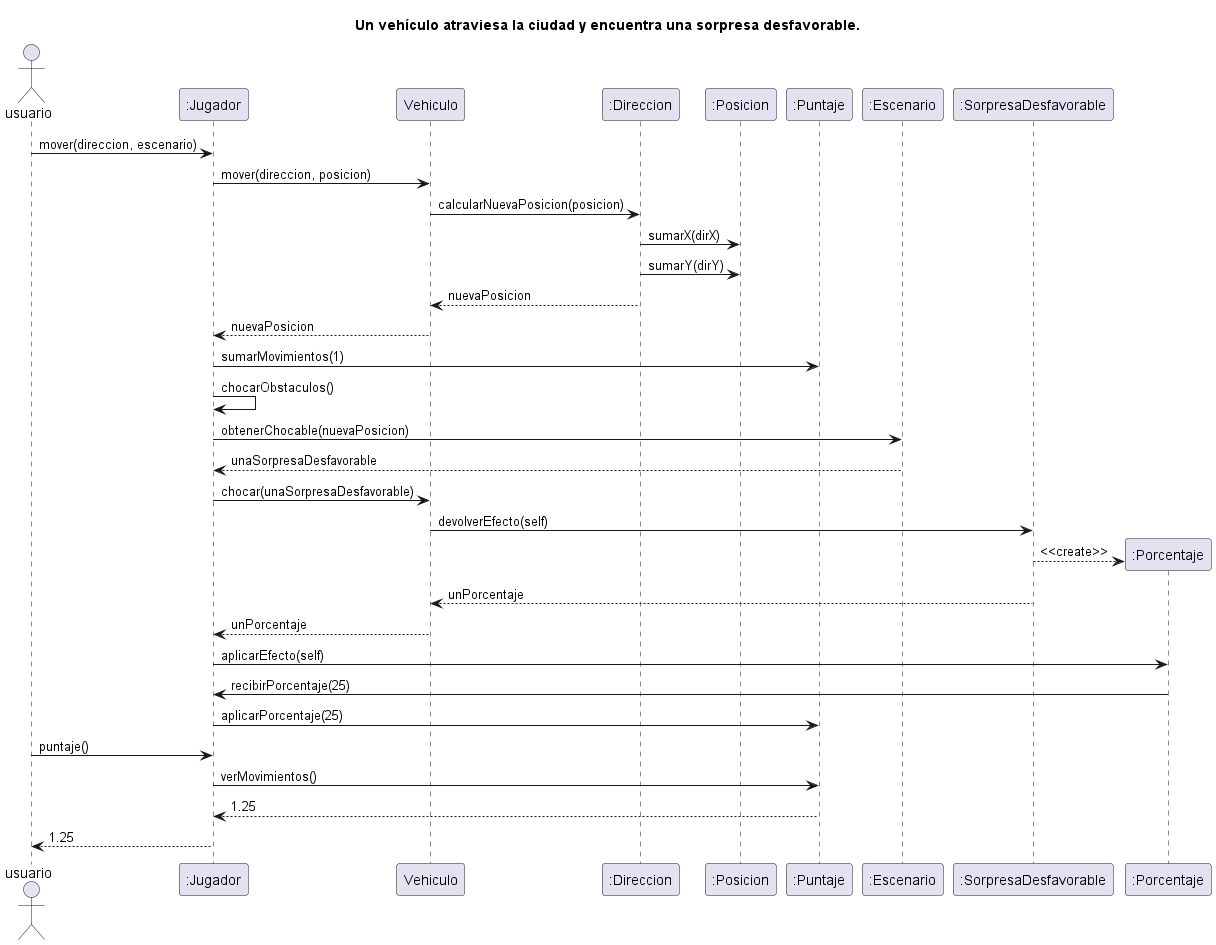 Un vehículo atraviesa la ciudad y encuentra una sorpresa desfavorable.
usuario
:Jugador
Vehiculo
:Direccion
:Posicion
:Puntaje
:Escenario
:SorpresaDesfavorable
mover(direccion, escenario)
mover(direccion, posicion)
calcularNuevaPosicion(posicion)
sumarX(dirX)
sumarY(dirY)
nuevaPosicion
nuevaPosicion
sumarMovimientos(1)
chocarObstaculos()
obtenerChocable(nuevaPosicion)
unaSorpresaDesfavorable
chocar(unaSorpresaDesfavorable)
devolverEfecto(self)
<<create>>
:Porcentaje
unPorcentaje
unPorcentaje
aplicarEfecto(self)
recibirPorcentaje(25)
aplicarPorcentaje(25)
puntaje()
verMovimientos()
1.25
1.25
usuario
:Jugador
Vehiculo
:Direccion
:Posicion
:Puntaje
:Escenario
:SorpresaDesfavorable
:Porcentaje